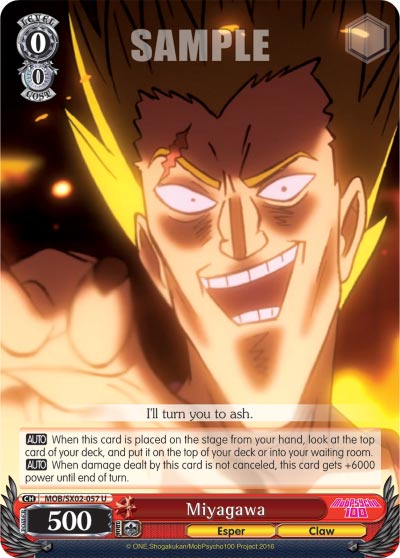 LEVEL
0
0
COST
SAMPLE
I'll turn you to ash.
AUTO When this card is placed on the stage from your hand, look at the top
card of your deck, and put it on the top of your deck or into your waiting room.
AUTO When damage dealt by this card is not canceled, this card gets +6000
power until end of turn.
CH MOB/SX02-057 U
500
Miyagawa
MobPsycho
100
Esper
Claw
© ONE,Shogakukan/MobPsycho100 Project 2016